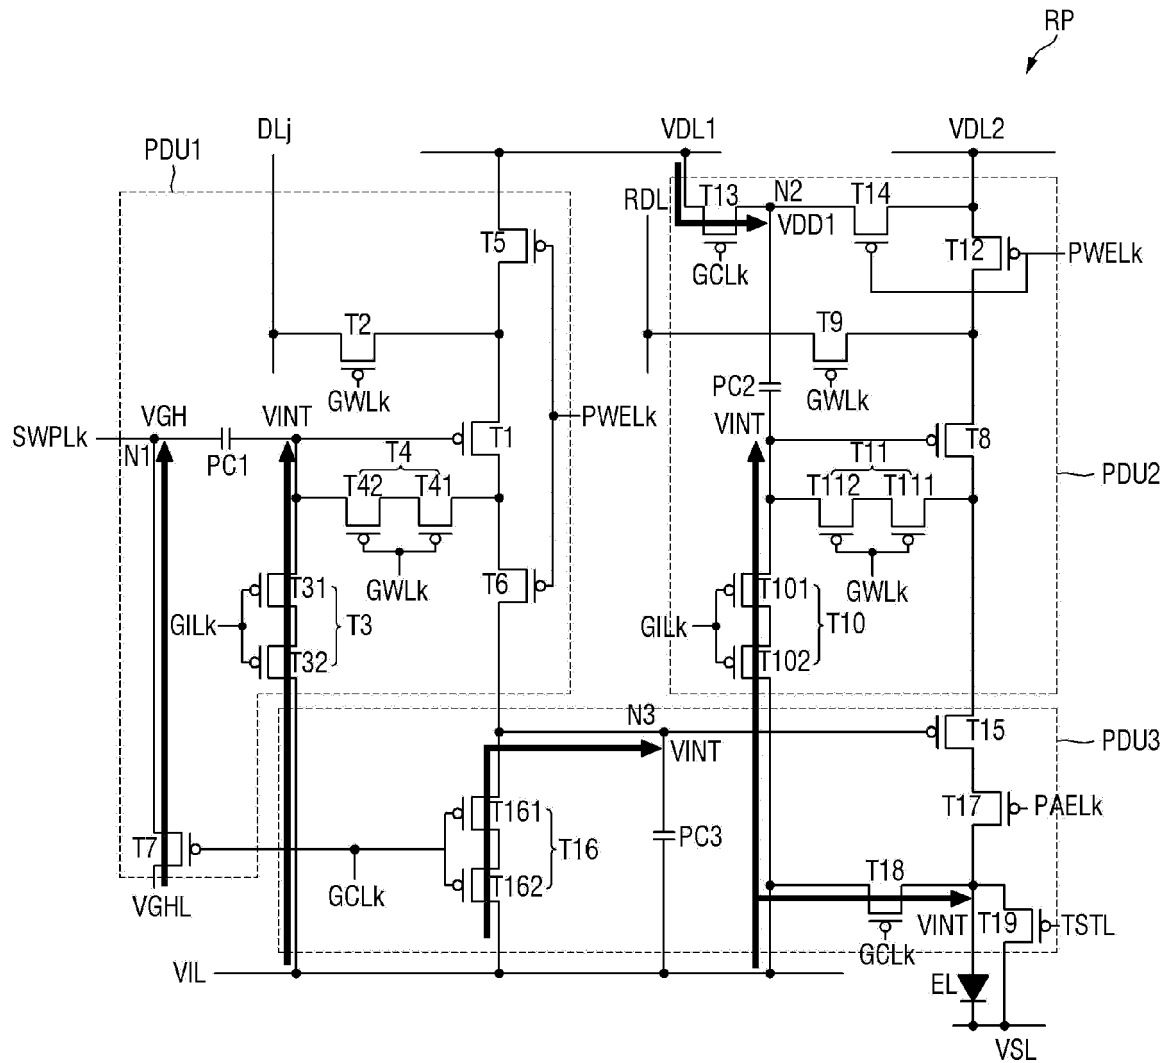 RP
DLj
VDL1
VDL2
PDU1
RDL
T13
N2
T14
VDD1
T5
GCLk
T12
PWELk
T2
T9
GWLk
PC2
GWLk
VGH
VINT
VINT
SWPLk
N1
PC1
T1
PWELk
T8
T4
T11
T42
T41
T112
T111
PDU2
GWLk
GWLk
T31
T6
T101
GILk
T3
GILk
T10
T32
T102
N3
VINT
T15
PDU3
T161
T17
PAELk
T7
T16
PC3
T162
T18
VGHL
GCLk
VINT
T19
TSTL
GCLk
VIL
EL
VSL